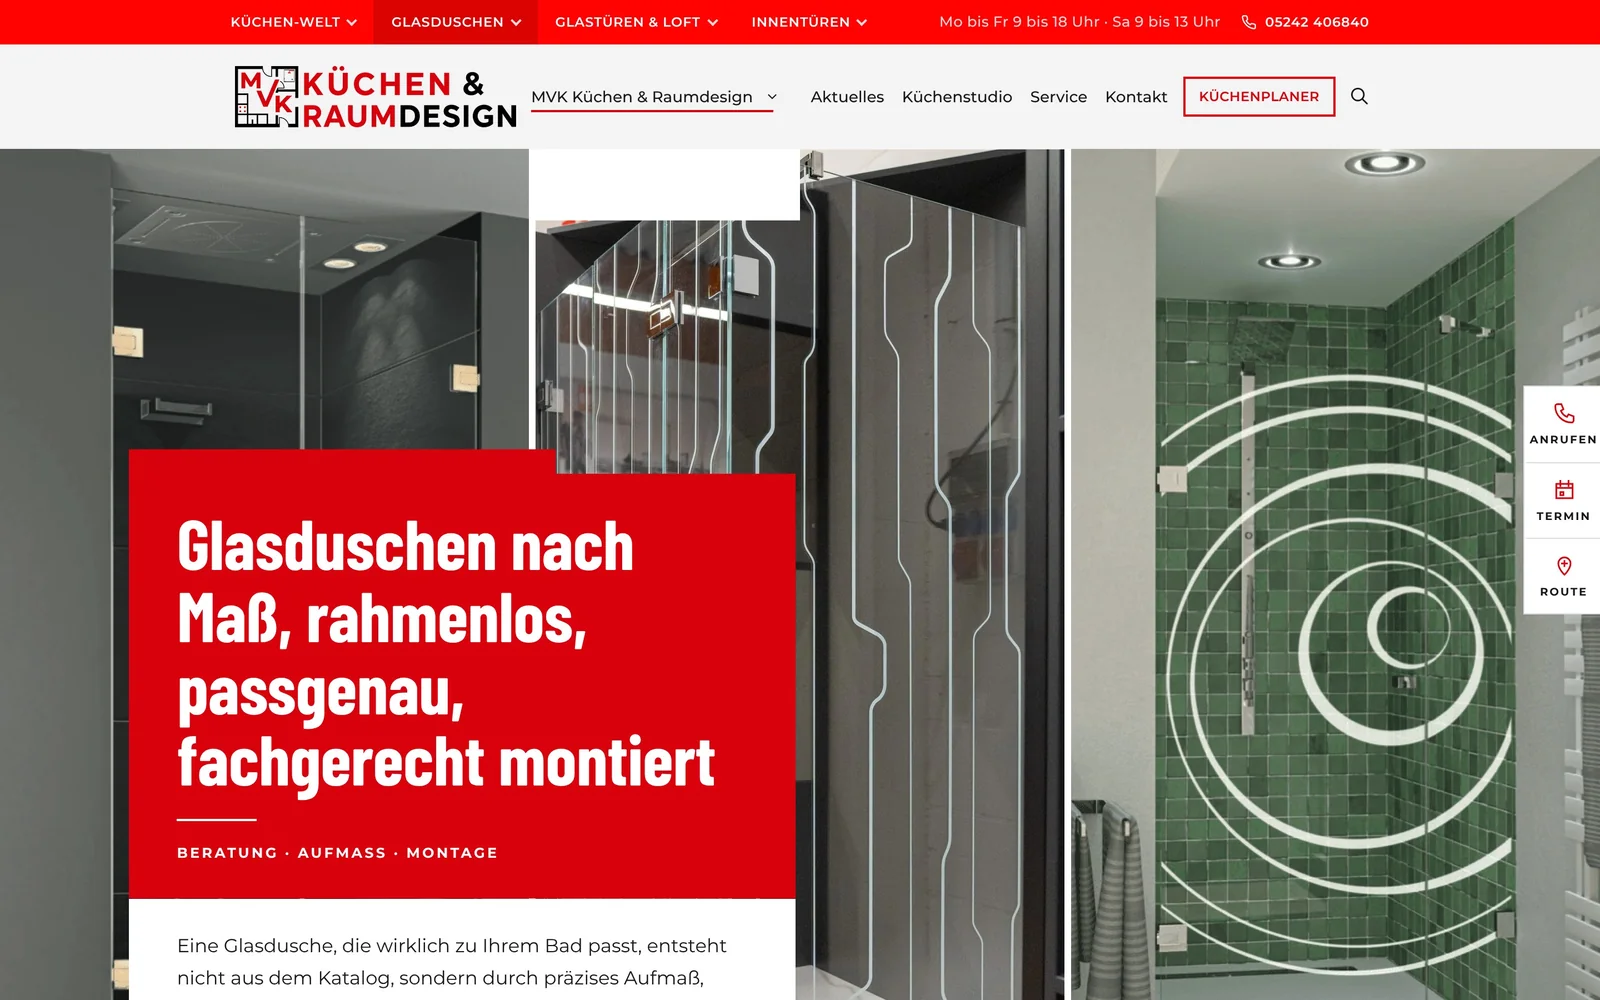 KÜCHEN-WELT
GLASDUSCHEN
GLASTÜREN & LOFT
INNENTÜREN
Mo bis Fr 9 bis 18 Uhr · Sa 9 bis 13 Uhr
05242 406840
MVK KÜCHEN &
RAUMDESIGN
MVK Küchen & Raumdesign
Aktuelles
Küchenstudio
Service
Kontakt
KÜCHENPLANER
ANRUFEN
TERMIN
ROUTE
Glasduschen nach
Maß, rahmenlos,
passgenau,
fachgerecht montiert
BERATUNG · AUFMASS · MONTAGE
Eine Glasdusche, die wirklich zu Ihrem Bad passt, entsteht
nicht aus dem Katalog, sondern durch präzises Aufmaß,